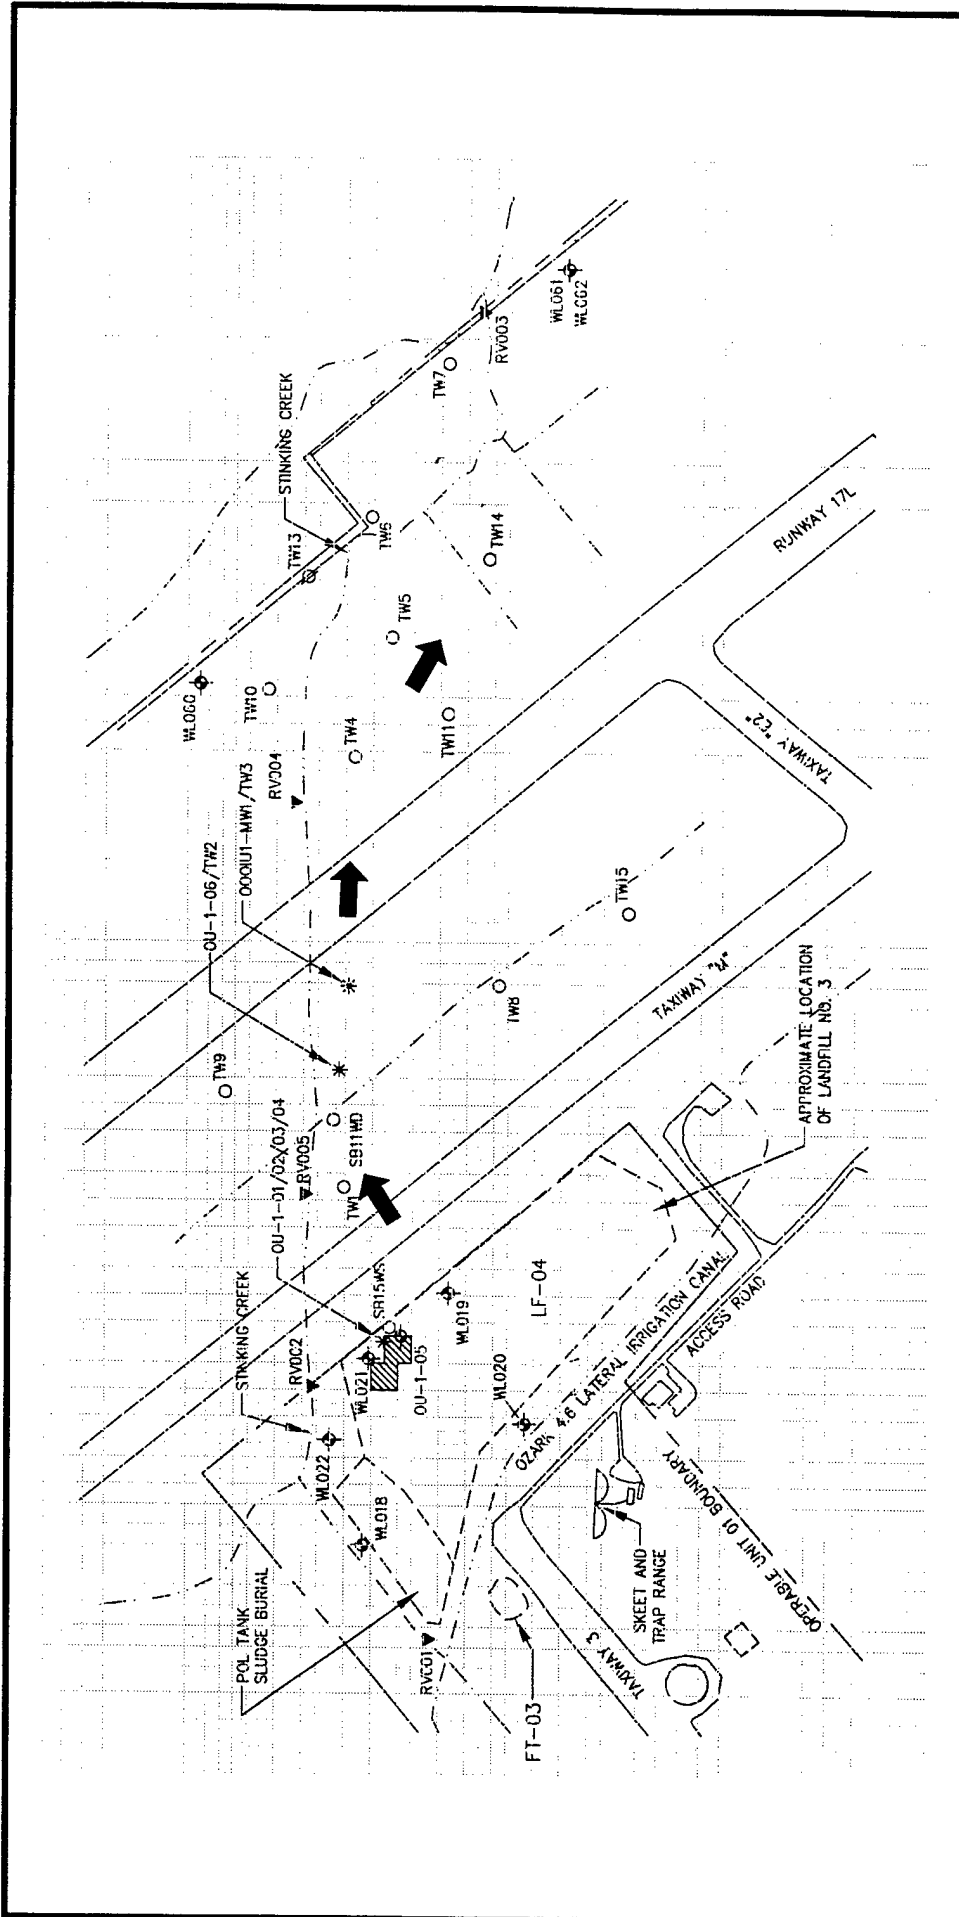 STINKING CREEK
TW13
TW6
TW7
RV003
WL061
WL062
TW14
TW5
WL060
TW10
RV004
TW4
TW11
RUNWAY 17L
TAXIWAY "E2"
OU-1-06/TW2
TW9
TW15
TW8
TAXIWAY "M"
APPROXIMATE LOCATION
OF LANDFILL NO. 3
OU-1-01/02/03/04
RV005
SB11WD
TW1
STINKING CREEK
RV002
SB15WS
WL021
OU-1-05
WL019
LF-04
WL020
WL022
WL018
OZARK 4.6 LATERAL IRRIGATION CANAL
ACCESS ROAD
POL TANK
SLUDGE BURIAL
RV001
FT-03
TAXIWAY 3
SKEET AND
TRAP RANGE
OPERABLE UNIT 01 BOUNDARY